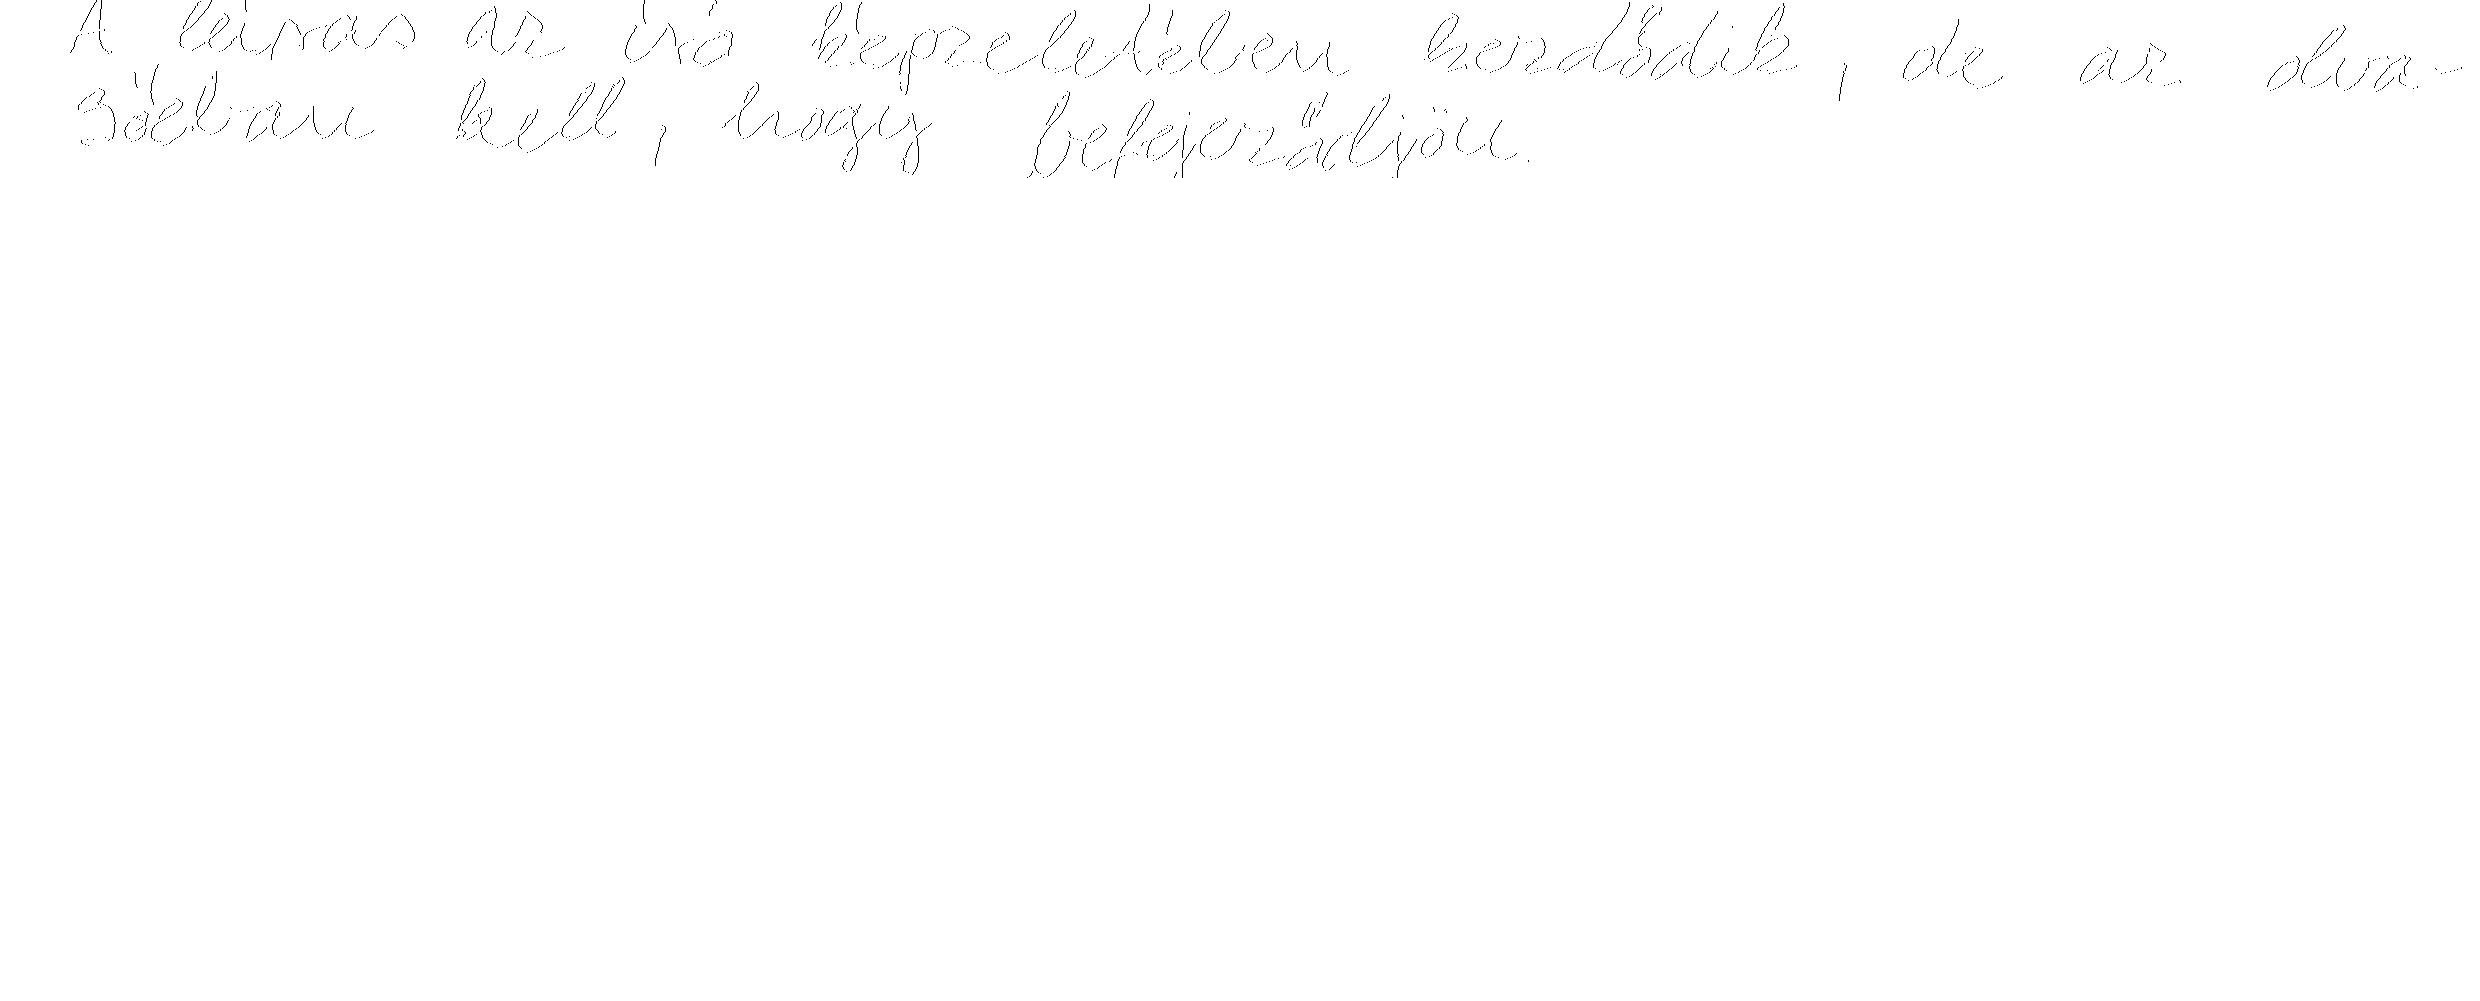 A leírás az író képzeletében kezdődik, de az olva-
sóéban kell, hogy befejeződjön.